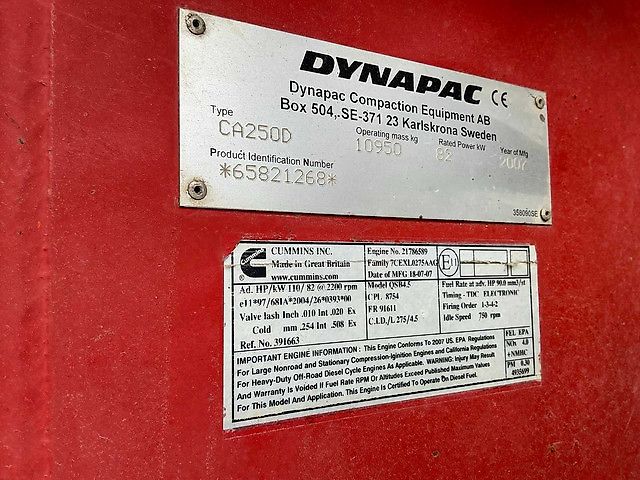 DYNAPAC CE
Dynapac Compaction Equipment AB
Box 504, SE-371 23 Karlskrona Sweden
Type Operating mass kg Rated Power kW Year of Mfg
CA250D 10950 82 2007
Product Identification Number
*65821268*
358090SE
CUMMINS INC.
Made in Great Britain
www.cummins.com
Engine No. 21786589
Family 7CEXL0275AAG
Date of MFG 18-07-07
E11
Ad. HP/kW 110/ 82 @ 2200 rpm
e11*97/68IA*2004/26*0393*00
Valve lash Inch .010 Int .020 Ex
Cold mm .254 Int .508 Ex
Ref. No. 391663
Model QSB4.5
CPL 8754
FR 91611
C.I.D./L 275/4.5
Fuel Rate at adv. HP 90.0 mm3/st
Timing - TDC ELECTRONIC
Firing Order 1-3-4-2
Idle Speed 750 rpm
IMPORTANT ENGINE INFORMATION : This Engine Conforms To 2007 US. EPA Regulations
For Large Nonroad and Stationary Compression-Ignition Engines and California Regulations
For Heavy-Duty Off-Road Diesel Cycle Engines As Applicable. WARNING: Injury May Result
And Warranty is Voided If Fuel Rate RPM Or Altitudes Exceed Published Maximum Values
For This Model And Application. This Engine Is Certified To Operate On Diesel Fuel.
FEL EPA
NOx 4.0
+NMHC
PM 0.30
4935699